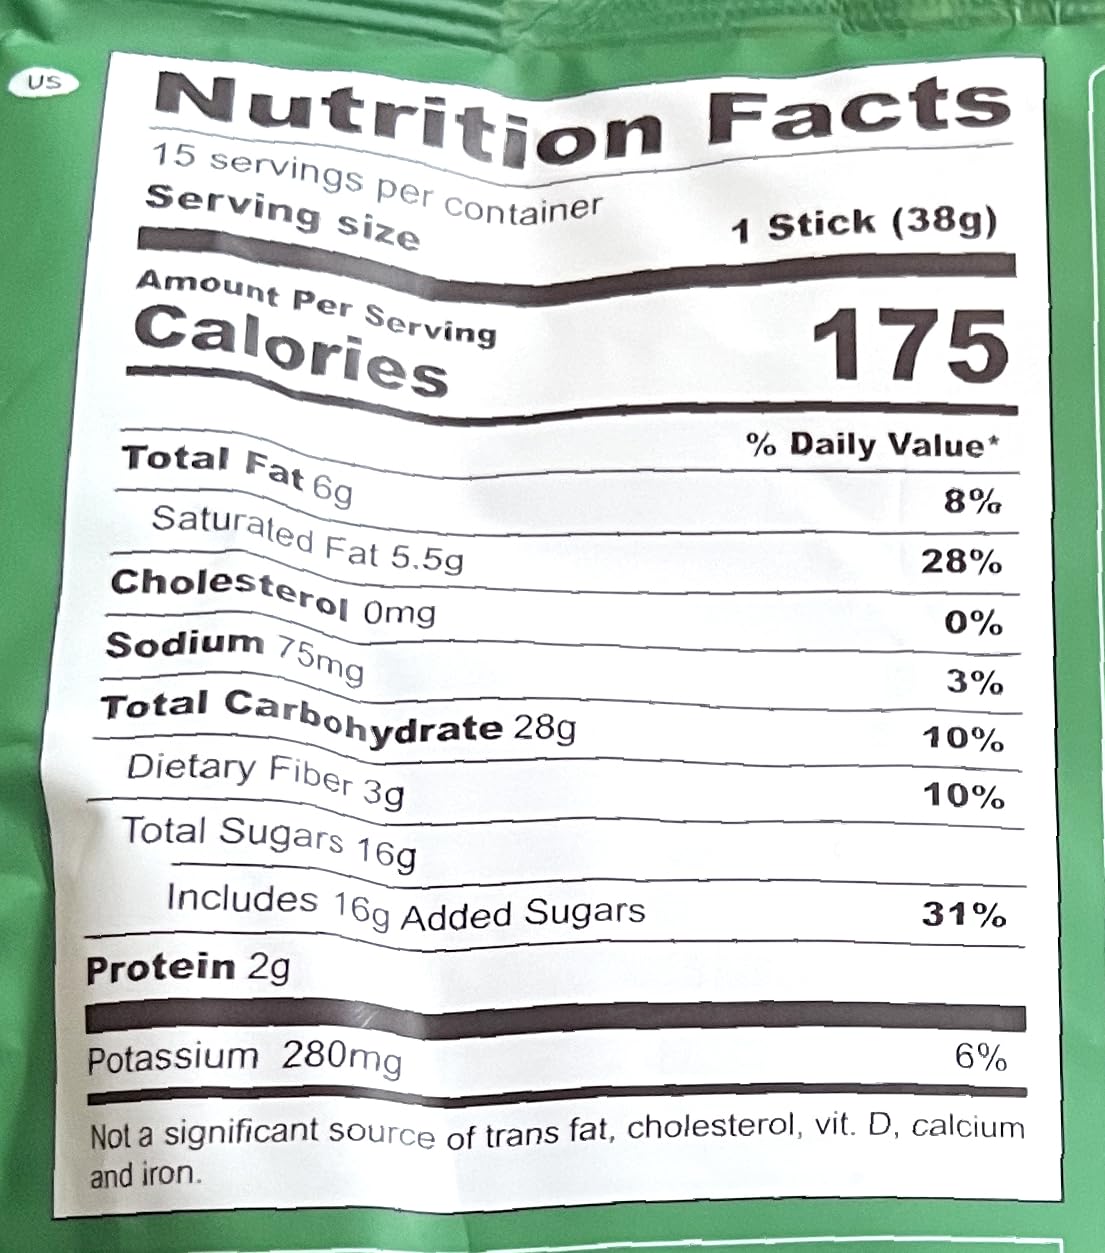 US
Nutrition Facts
15 servings per container
Serving size 1 Stick (38g)
Amount Per Serving
Calories 175
% Daily Value*
Total Fat 6g 8%
Saturated Fat 5.5g 28%
Cholesterol 0mg 0%
Sodium 75mg 3%
Total Carbohydrate 28g 10%
Dietary Fiber 3g 10%
Total Sugars 16g
Includes 16g Added Sugars 31%
Protein 2g
Potassium 280mg 6%
Not a significant source of trans fat, cholesterol, vit. D, calcium
and iron.